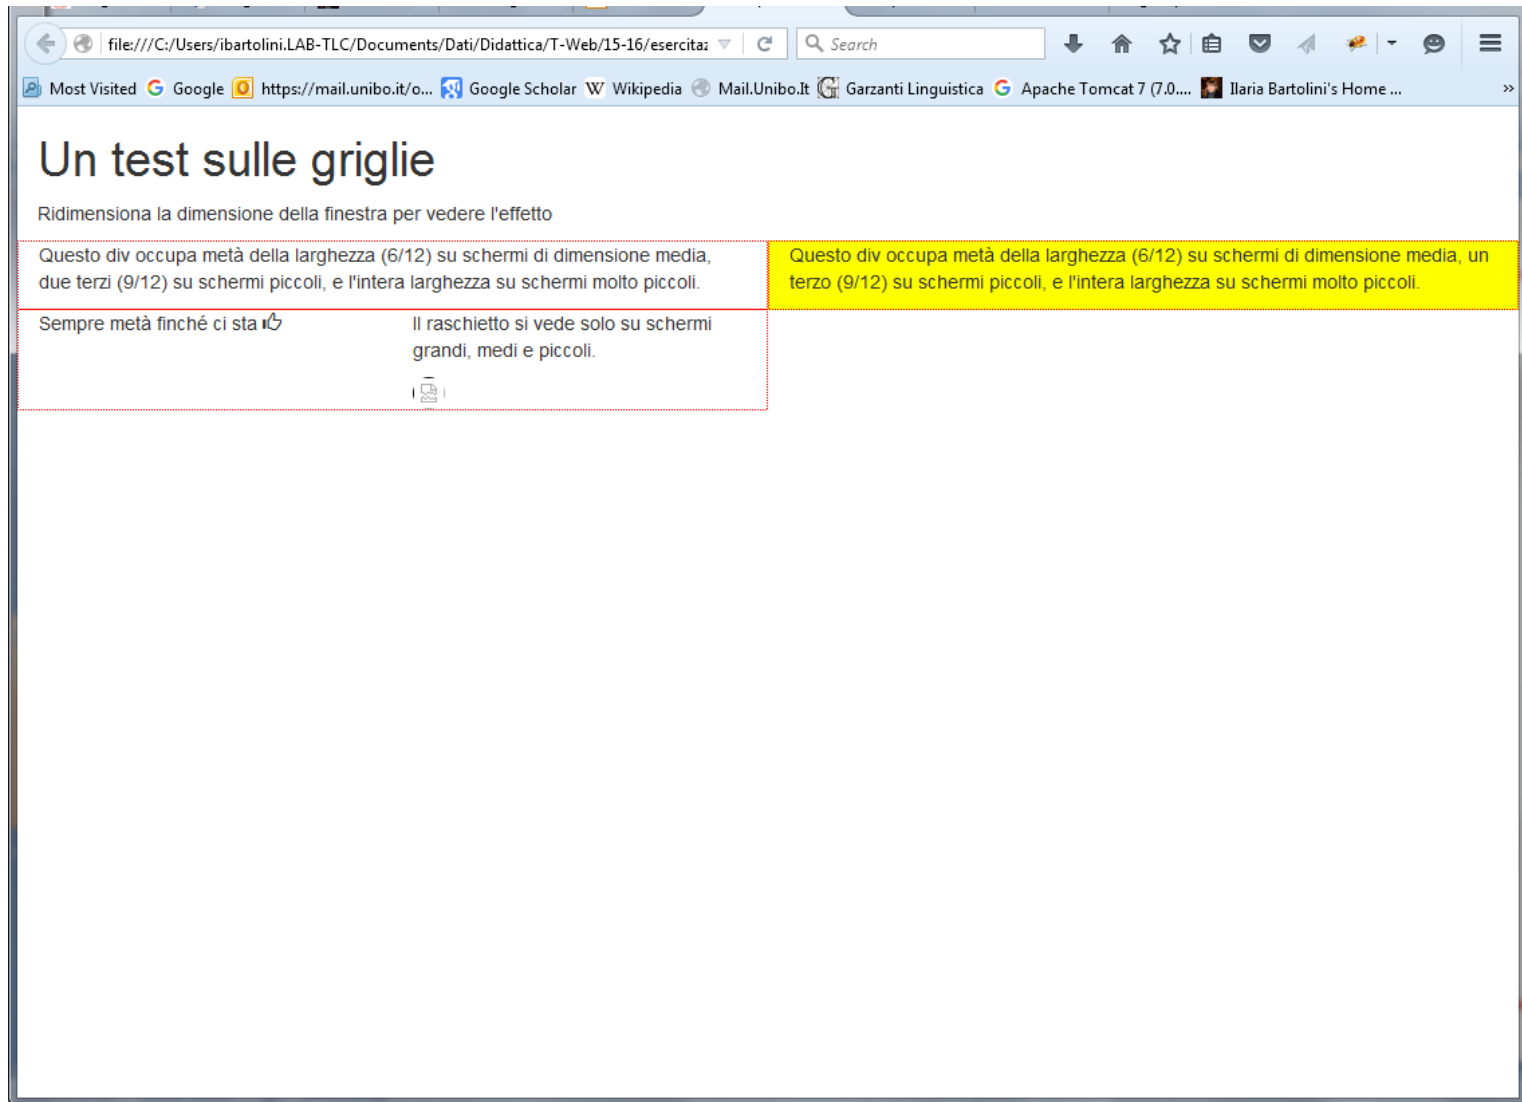 file:///C:/Users/ibartolini.LAB-TLC/Documents/Dati/Didattica/T-Web/15-16/esercitaz
Search
Most Visited Google https://mail.unibo.it/o... Google Scholar Wikipedia Mail.Unibo.It Garzanti Linguistica Apache Tomcat 7 (7.0.... Ilaria Bartolini's Home ... »
Un test sulle griglie
Ridimensiona la dimensione della finestra per vedere l'effetto
Questo div occupa metà della larghezza (6/12) su schermi di dimensione media,
due terzi (9/12) su schermi piccoli, e l'intera larghezza su schermi molto piccoli.
Questo div occupa metà della larghezza (6/12) su schermi di dimensione media, un
terzo (9/12) su schermi piccoli, e l'intera larghezza su schermi molto piccoli.
Sempre metà finché ci sta
Il raschietto si vede solo su schermi
grandi, medi e piccoli.